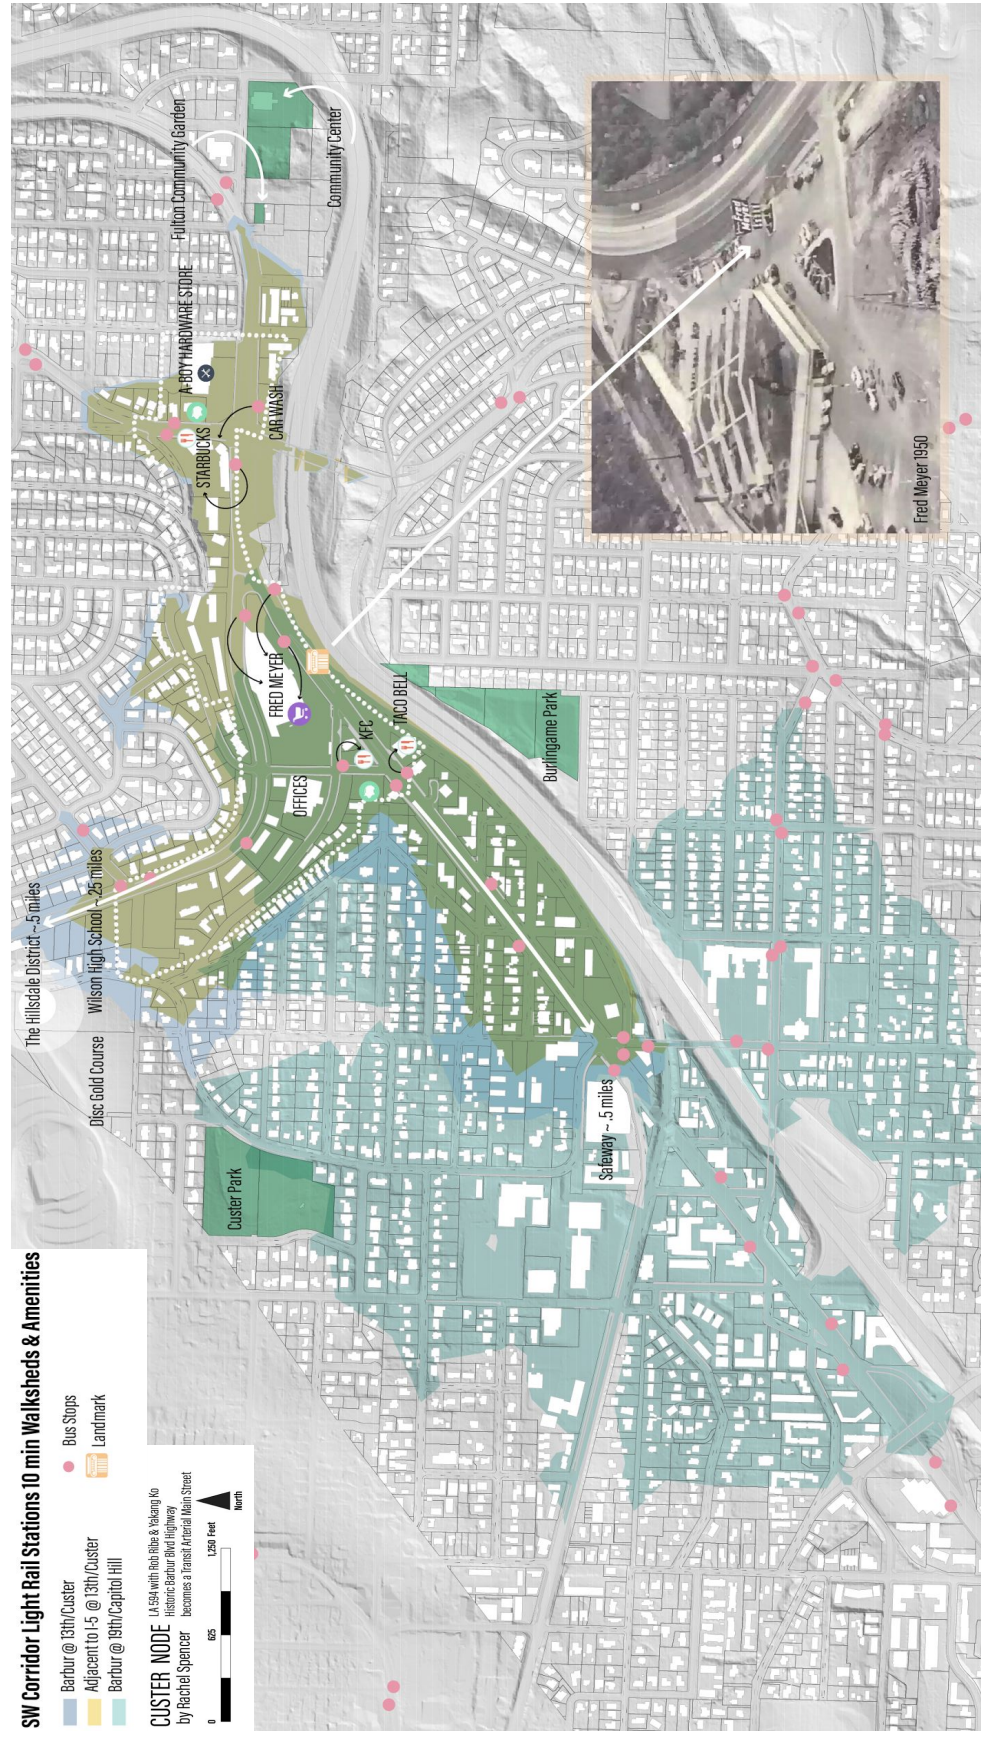 SW Corridor Light Rail Stations 10 min Walksheds & Amenities
Barbur @ 13th/Custer
Adjacent to I-5 @ 13th/Custer
Barbur @ 19th/Capitol Hill
Bus Stops
Landmark
CUSTER NODE
by Rachel Spencer
LA 594 with Rob Ribe & Yakang Ko
Historic Barbur Blvd Highway
becomes a Transit Arterial Main Street
0
625
1,250 Feet
North
The Hillsdale District ~.5 miles
Wilson High School ~.25 miles
Disc Gold Course
Custer Park
Safeway ~ .5 miles
OFFICES
KFC
TACO BELL
FRED MEYER
Burlingame Park
STARBUCKS
CAR WASH
A-BOY HARDWARE STORE
Fulton Community Garden
Community Center
Fred Meyer
Fred Meyer 1950